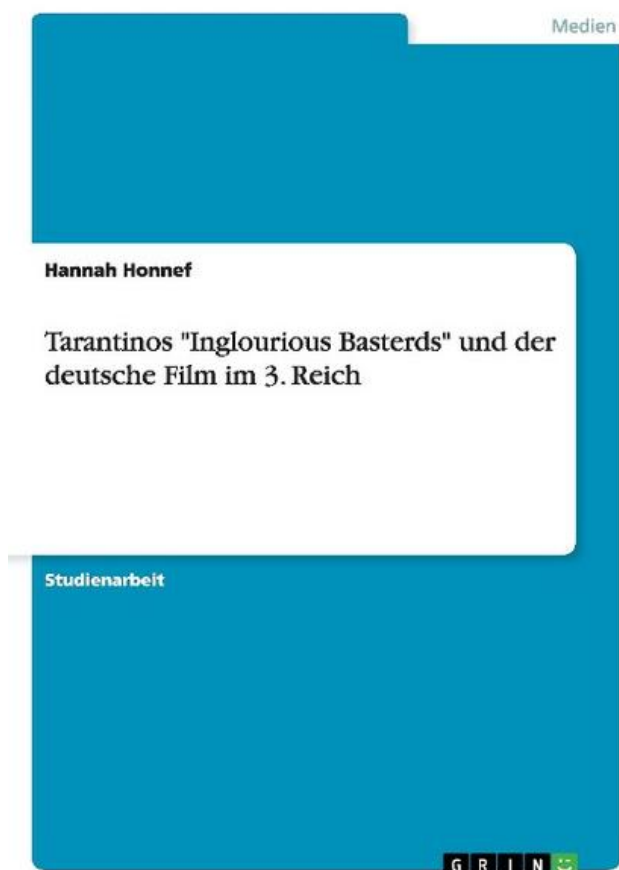 Medien
Hannah Honnef
Tarantinos "Inglourious Basterds" und der
deutsche Film im 3. Reich
Studienarbeit
GRIN